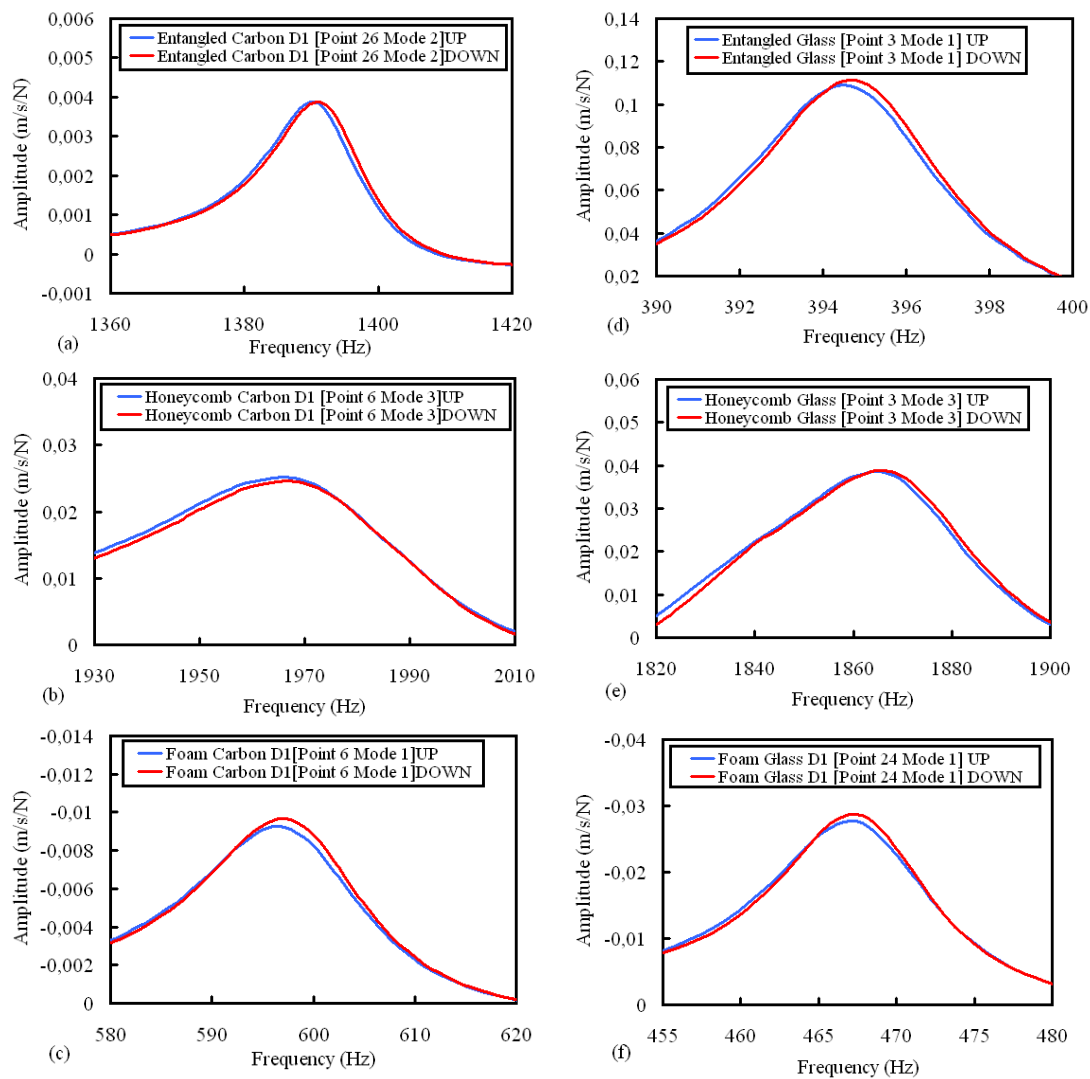 0,006
0,005
0,004
0,003
0,002
0,001
0
-0,001
Amplitude (m/s/N)
Entangled Carbon D1 [Point 26 Mode 2]UP
Entangled Carbon D1 [Point 26 Mode 2]DOWN
1360 1380 1400 1420
Frequency (Hz)
(a)
0,14
0,12
0,1
0,08
0,06
0,04
0,02
Amplitude (m/s/N)
Entangled Glass [Point 3 Mode 1] UP
Entangled Glass [Point 3 Mode 1] DOWN
390 392 394 396 398 400
Frequency (Hz)
(d)
0,04
0,03
0,02
0,01
0
Amplitude (m/s/N)
Honeycomb Carbon D1 [Point 6 Mode 3]UP
Honeycomb Carbon D1 [Point 6 Mode 3]DOWN
1930 1950 1970 1990 2010
Frequency (Hz)
(b)
0,06
0,05
0,04
0,03
0,02
0,01
0
Amplitude (m/s/N)
Honeycomb Glass [Point 3 Mode 3] UP
Honeycomb Glass [Point 3 Mode 3] DOWN
1820 1840 1860 1880 1900
Frequency (Hz)
(e)
-0,014
-0,012
-0,01
-0,008
-0,006
-0,004
-0,002
0
Amplitude (m/s/N)
Foam Carbon D1[Point 6 Mode 1]UP
Foam Carbon D1[Point 6 Mode 1]DOWN
580 590 600 610 620
Frequency (Hz)
(c)
-0,04
-0,03
-0,02
-0,01
0
Amplitude (m/s/N)
Foam Glass D1 [Point 24 Mode 1] UP
Foam Glass D1 [Point 24 Mode 1] DOWN
455 460 465 470 475 480
Frequency (Hz)
(f)